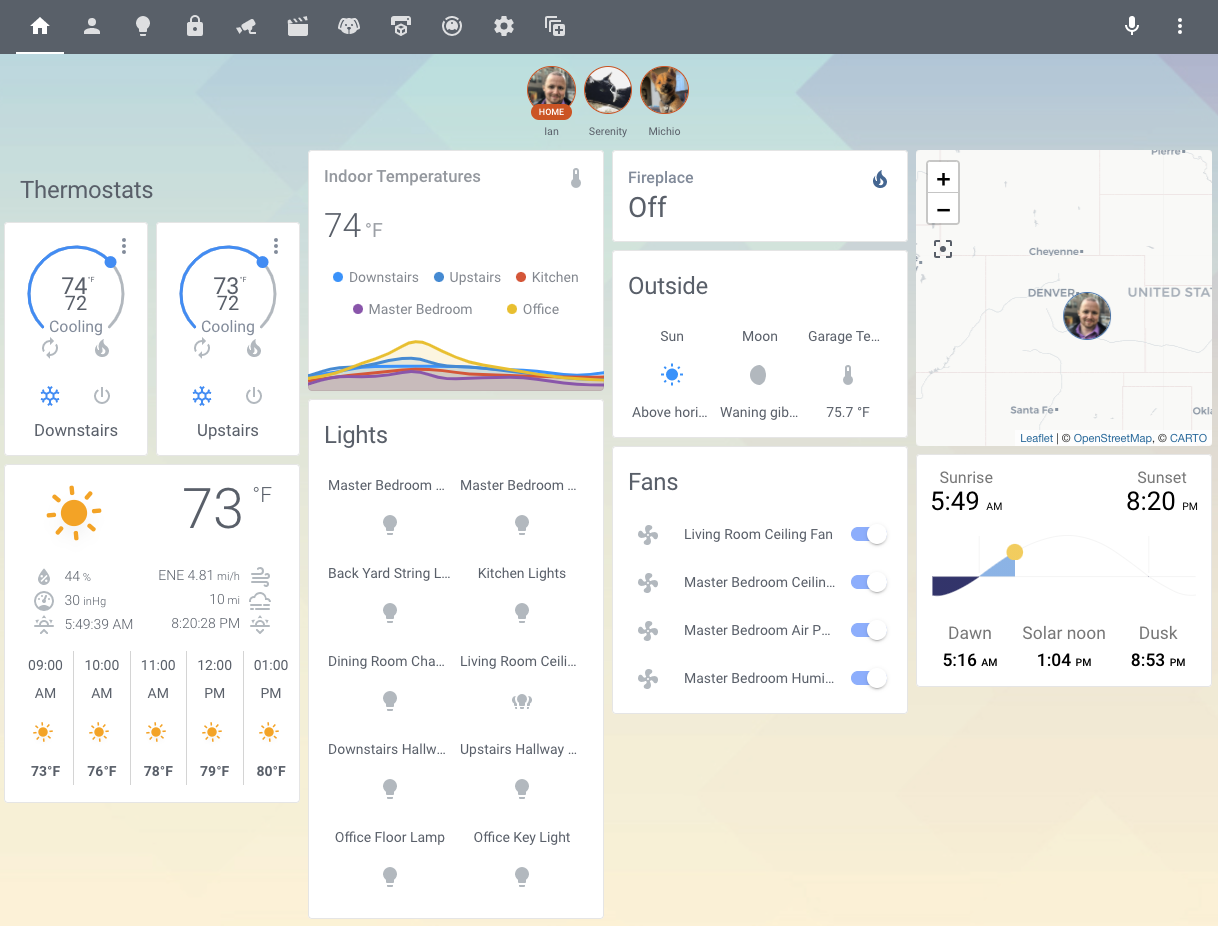 HOME
Ian
Serenity
Michio
Thermostats
74 °F
72
Cooling
Downstairs
73 °F
72
Cooling
Upstairs
73 °F
44 %
ENE 4.81 mi/h
30 inHg
10 mi
5:49:39 AM
8:20:28 PM
09:00 AM
10:00 AM
11:00 AM
12:00 PM
01:00 PM
73°F
76°F
78°F
79°F
80°F
Indoor Temperatures
74 °F
Downstairs
Upstairs
Kitchen
Master Bedroom
Office
Lights
Master Bedroom ...
Master Bedroom ...
Back Yard String L...
Kitchen Lights
Dining Room Cha...
Living Room Ceili...
Downstairs Hallw...
Upstairs Hallway ...
Office Floor Lamp
Office Key Light
Fireplace
Off
Outside
Sun
Moon
Garage Te...
Above hori...
Waning gib...
75.7 °F
Fans
Living Room Ceiling Fan
Master Bedroom Ceilin...
Master Bedroom Air P...
Master Bedroom Humi...
+
−
Pierre
Cheyenne
DENVER
UNITED STAT
Santa Fe
Okla
Leaflet | © OpenStreetMap, © CARTO
Sunrise
5:49 AM
Sunset
8:20 PM
Dawn
5:16 AM
Solar noon
1:04 PM
Dusk
8:53 PM